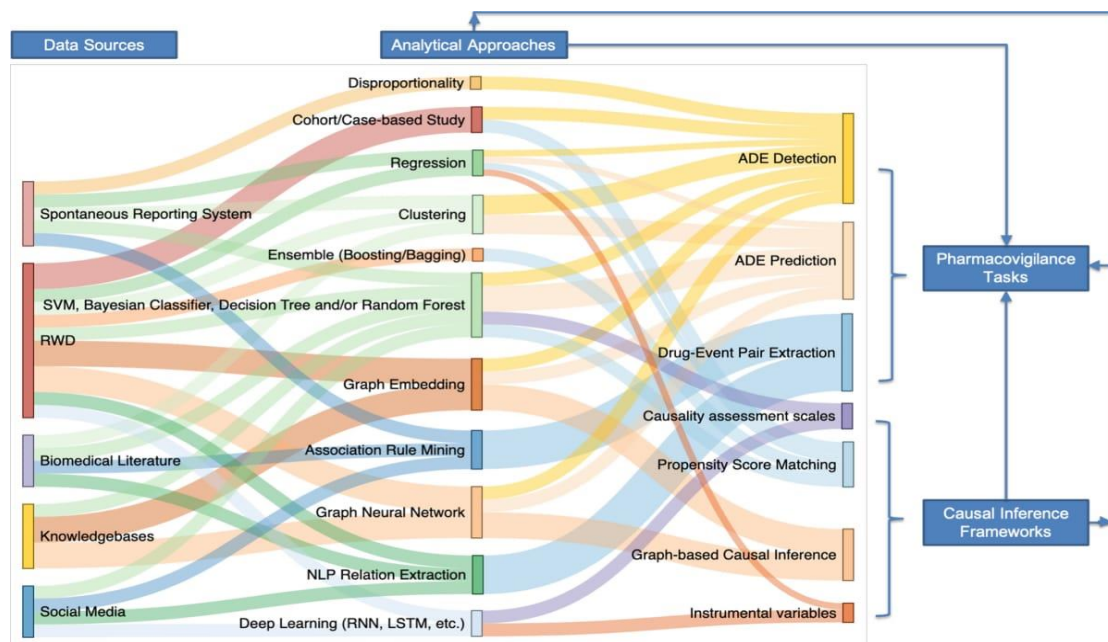 Data Sources
Analytical Approaches
Disproportionality
Cohort/Case-based Study
Regression
Clustering
Ensemble (Boosting/Bagging)
SVM, Bayesian Classifier, Decision Tree and/or Random Forest
Graph Embedding
Association Rule Mining
Graph Neural Network
NLP Relation Extraction
Deep Learning (RNN, LSTM, etc.)
Spontaneous Reporting System
RWD
Biomedical Literature
Knowledgebases
Social Media
ADE Detection
ADE Prediction
Drug-Event Pair Extraction
Causality assessment scales
Propensity Score Matching
Graph-based Causal Inference
Instrumental variables
Pharmacovigilance
Tasks
Causal Inference
Frameworks